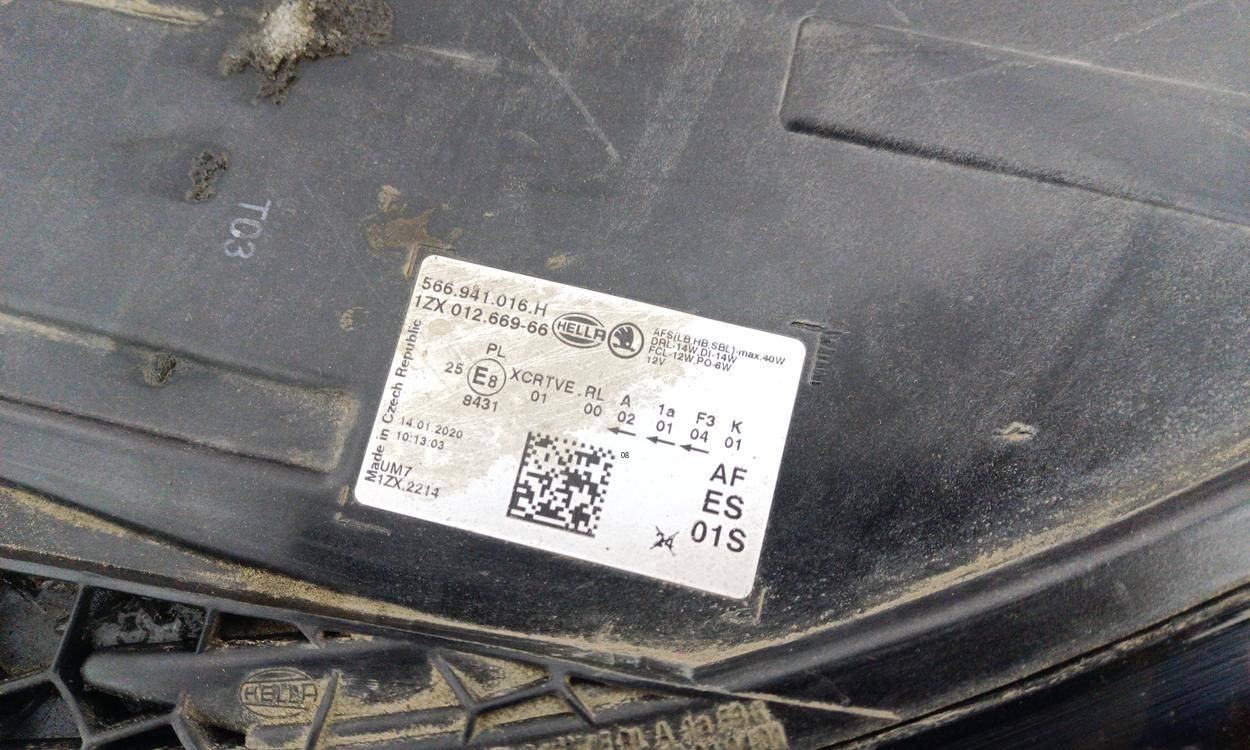 T03
566.941.016.H
1ZX 012.669-66
HELLA
AFS(LB,HB,SBL)-max.40W
DRL-14W,DI-14W
FCL-12W,PO-6W
12V
Made in Czech Republic
PL
25 E8 XCRTVE.RL A 1a F3 K
8431 01 00 02 01 04 01
14.01.2020
10:13:03
08
UM7
1ZX.2214
AF
ES
01S
24
HELLA